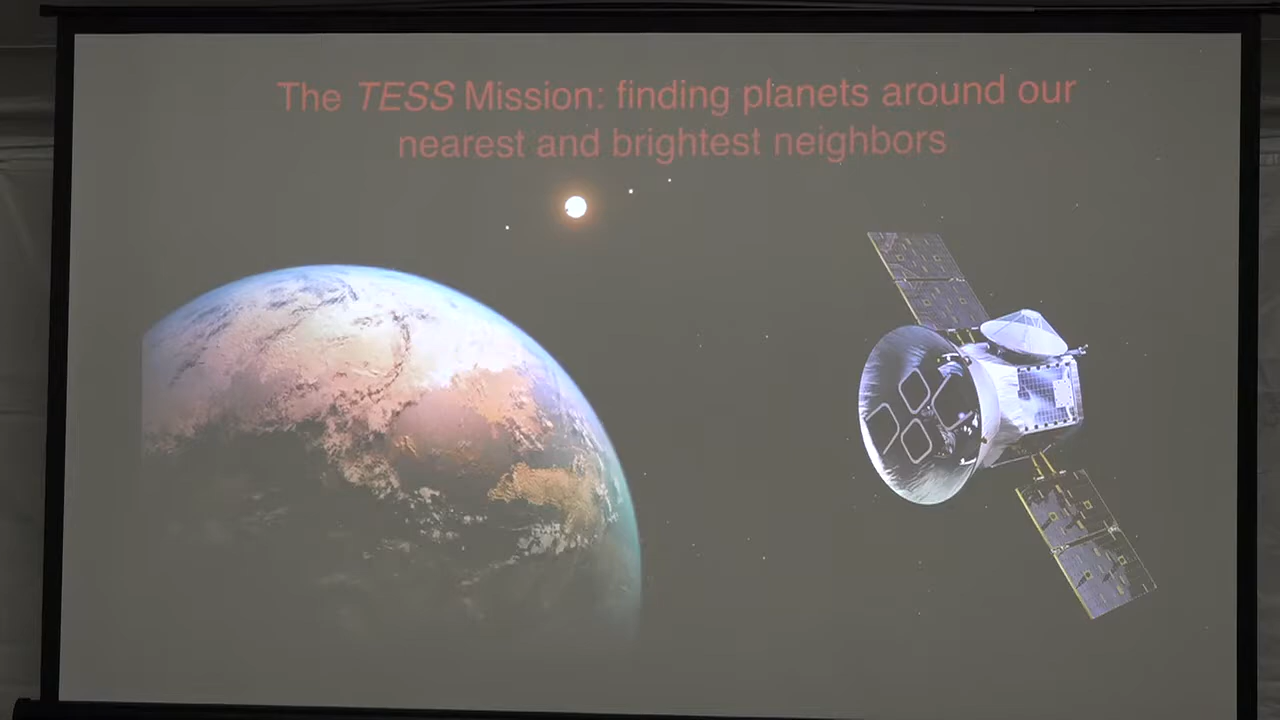 The TESS Mission: finding planets around our
nearest and brightest neighbors